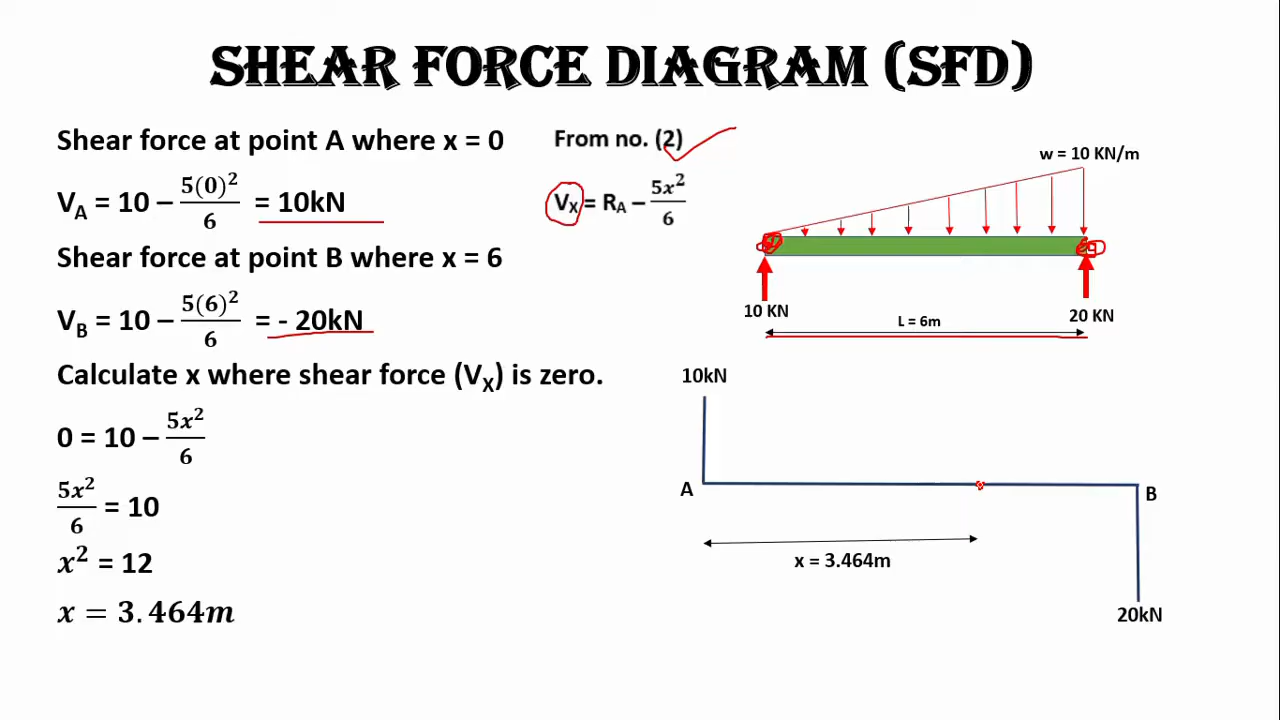 SHEAR FORCE DIAGRAM (SFD)
Shear force at point A where x = 0
V_A = 10 – 5(0)²/6 = 10kN
Shear force at point B where x = 6
V_B = 10 – 5(6)²/6 = - 20kN
Calculate x where shear force (V_X) is zero.
0 = 10 – 5x²/6
5x²/6 = 10
x² = 12
x = 3.464m
From no. (2)
V_X = R_A – 5x²/6
w = 10 KN/m
10 KN
20 KN
L = 6m
10kN
A
B
x = 3.464m
20kN